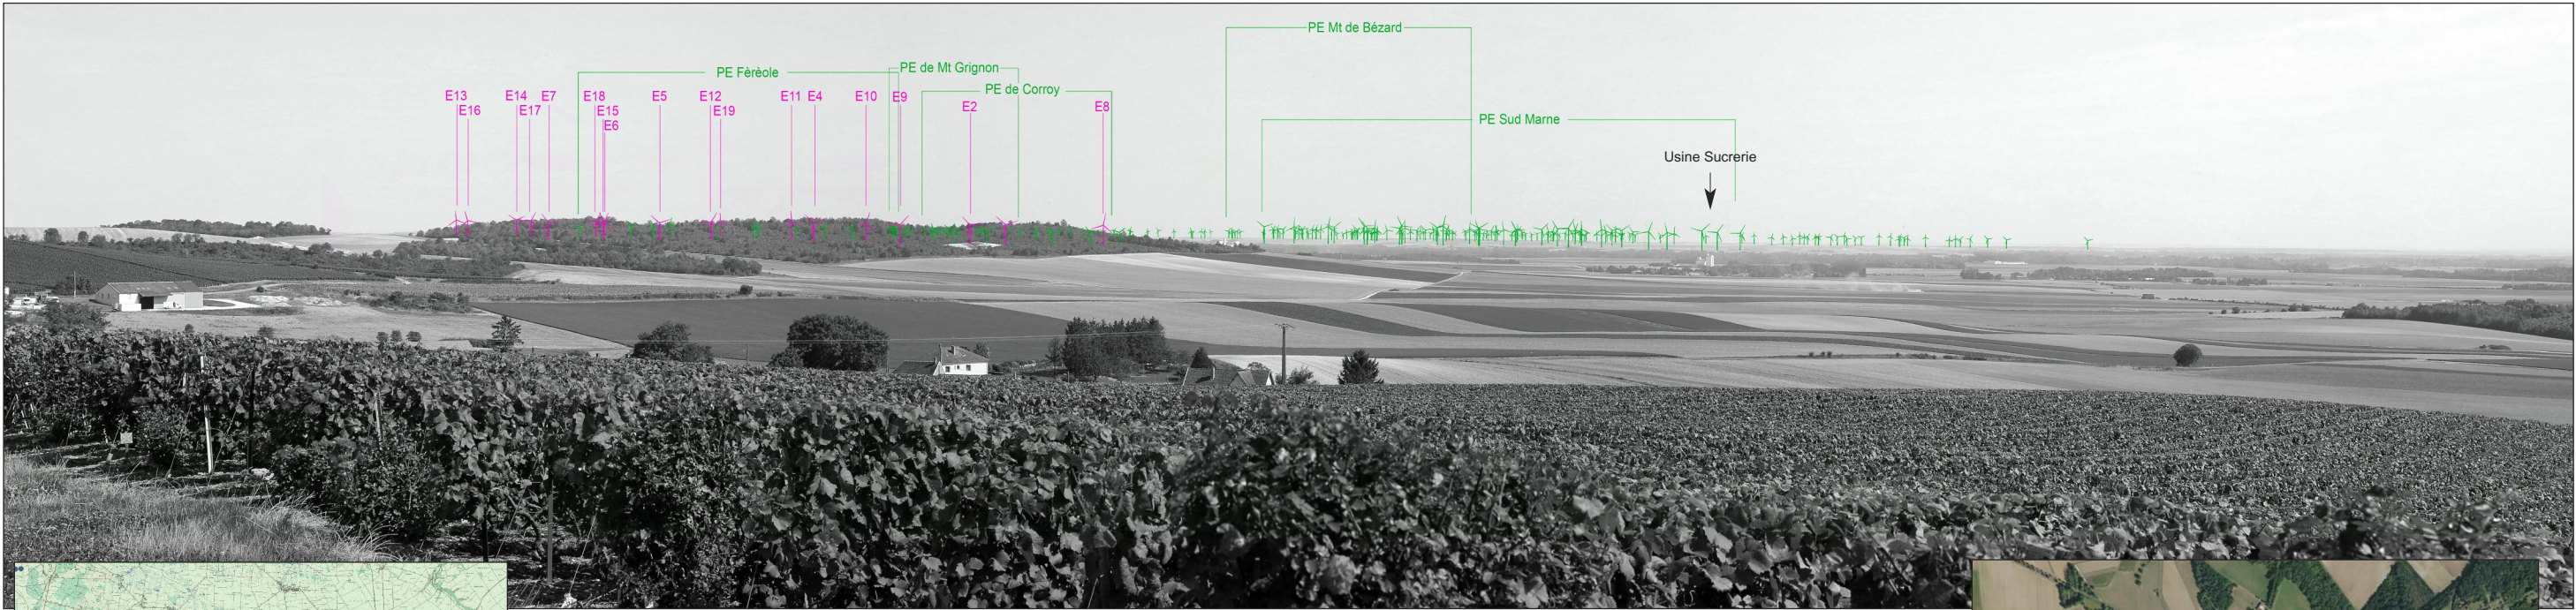 PE Mt de Bézard
PE Fèrèole
PE de Mt Grignon
PE de Corroy
E13
E16
E14
E17
E7
E18
E15
E6
E5
E12
E19
E11
E4
E10
E9
E2
E8
PE Sud Marne
Usine Sucrerie